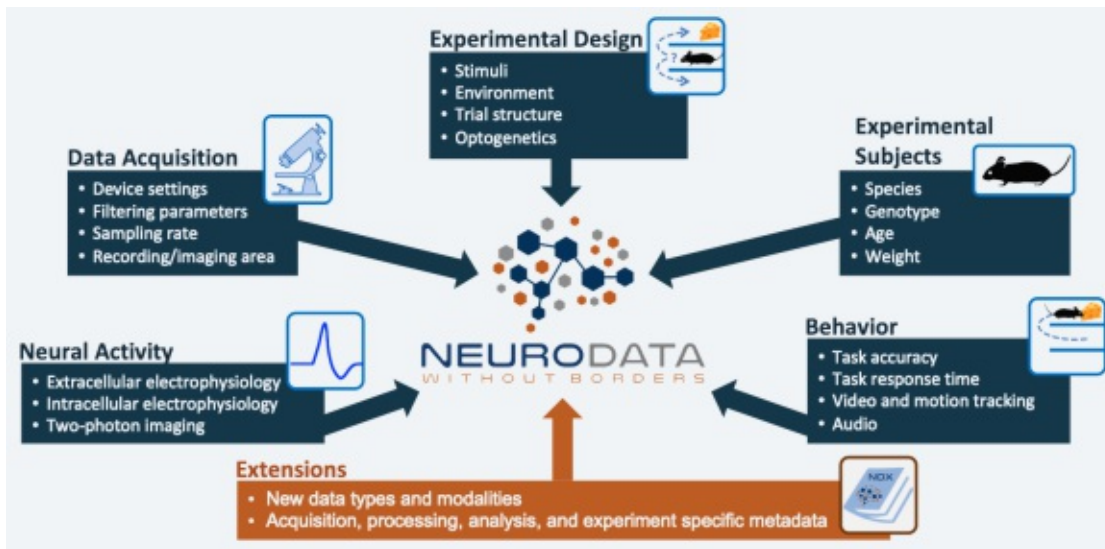 Experimental Design
• Stimuli
• Environment
• Trial structure
• Optogenetics
?
Data Acquisition
• Device settings
• Filtering parameters
• Sampling rate
• Recording/imaging area
Experimental
Subjects
• Species
• Genotype
• Age
• Weight
Neural Activity
• Extracellular electrophysiology
• Intracellular electrophysiology
• Two-photon imaging
NEURODATA
WITHOUT BORDERS
Behavior
• Task accuracy
• Task response time
• Video and motion tracking
• Audio
Extensions
• New data types and modalities
• Acquisition, processing, analysis, and experiment specific metadata
NDX